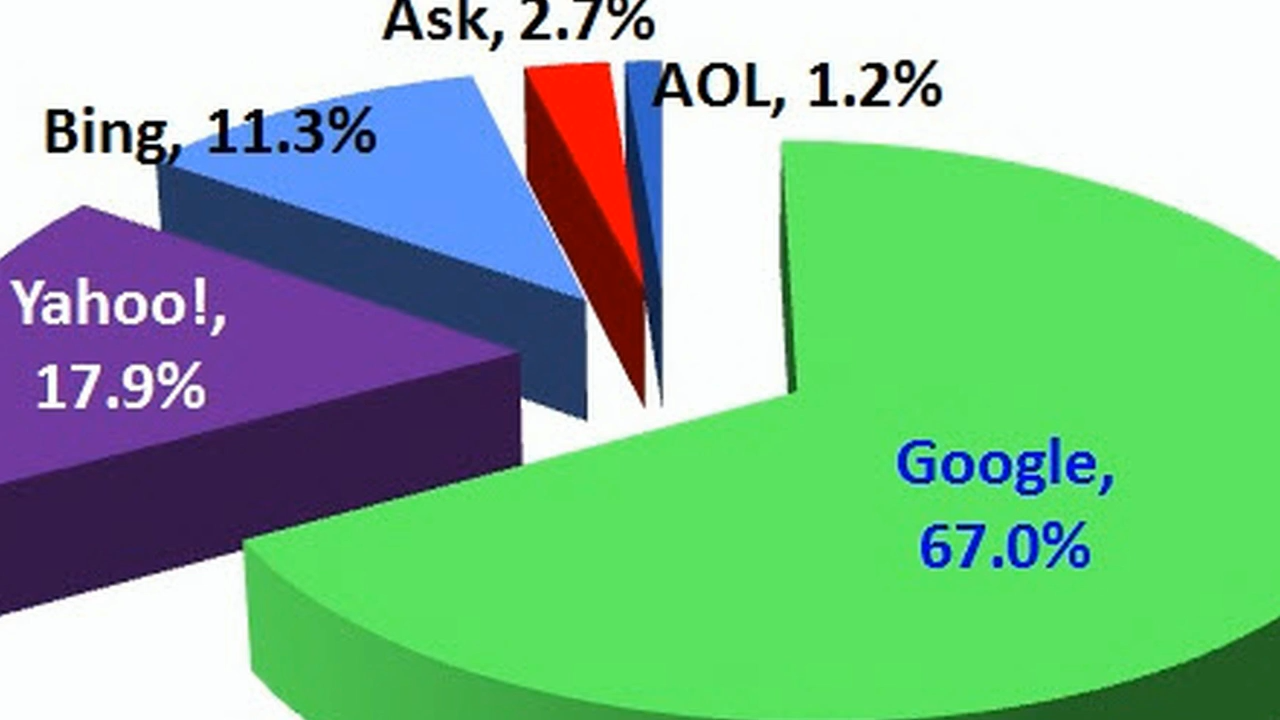 Ask, 2.7%
AOL, 1.2%
Bing, 11.3%
Yahoo!,
17.9%
Google,
67.0%